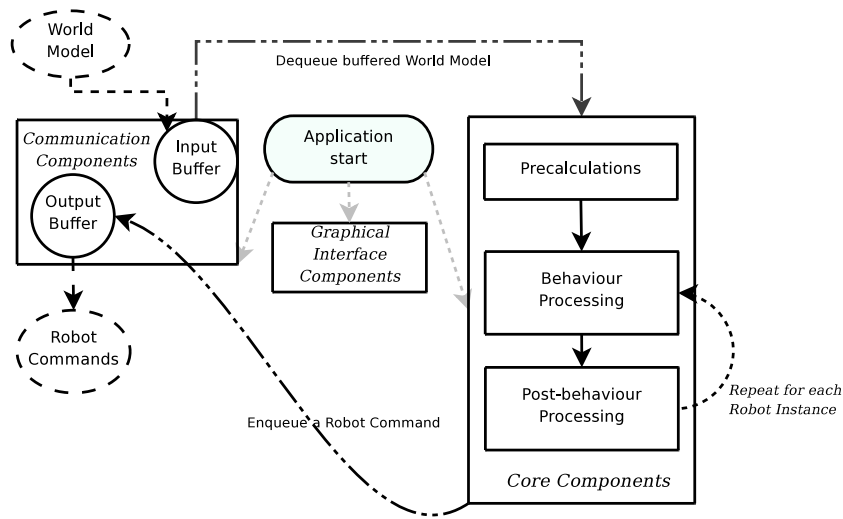 World
Model
Dequeue buffered World Model
Communication
Components
Input
Buffer
Output
Buffer
Application
start
Precalculations
Graphical
Interface
Components
Behaviour
Processing
Robot
Commands
Post-behaviour
Processing
Repeat for each
Robot Instance
Enqueue a Robot Command
Core Components